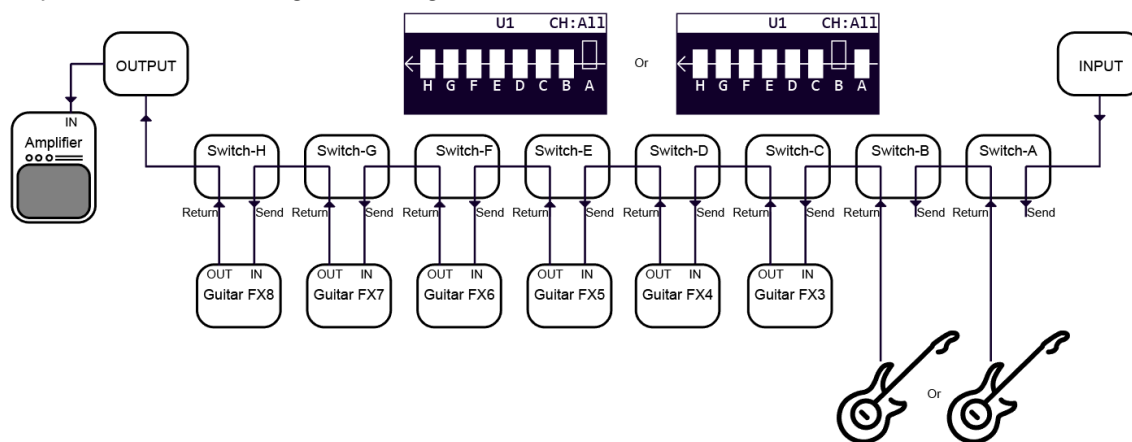 U1 CH:All
H G F E D C B A
Or
U1 CH:All
H G F E D C B A
OUTPUT
INPUT
IN
Amplifier
Switch-H
Switch-G
Switch-F
Switch-E
Switch-D
Switch-C
Switch-B
Switch-A
Return Send
Return Send
Return Send
Return Send
Return Send
Return Send
Return Send
Return Send
OUT IN
Guitar FX8
OUT IN
Guitar FX7
OUT IN
Guitar FX6
OUT IN
Guitar FX5
OUT IN
Guitar FX4
OUT IN
Guitar FX3
Or